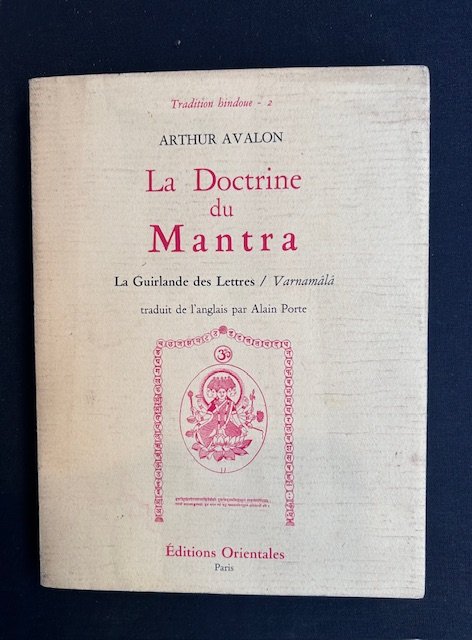 Tradition hindoue - 2
ARTHUR AVALON
La Doctrine
du
Mantra
La Guirlande des Lettres / Varnamâlâ
traduit de l'anglais par Alain Porte
ॐ
Éditions Orientales
Paris